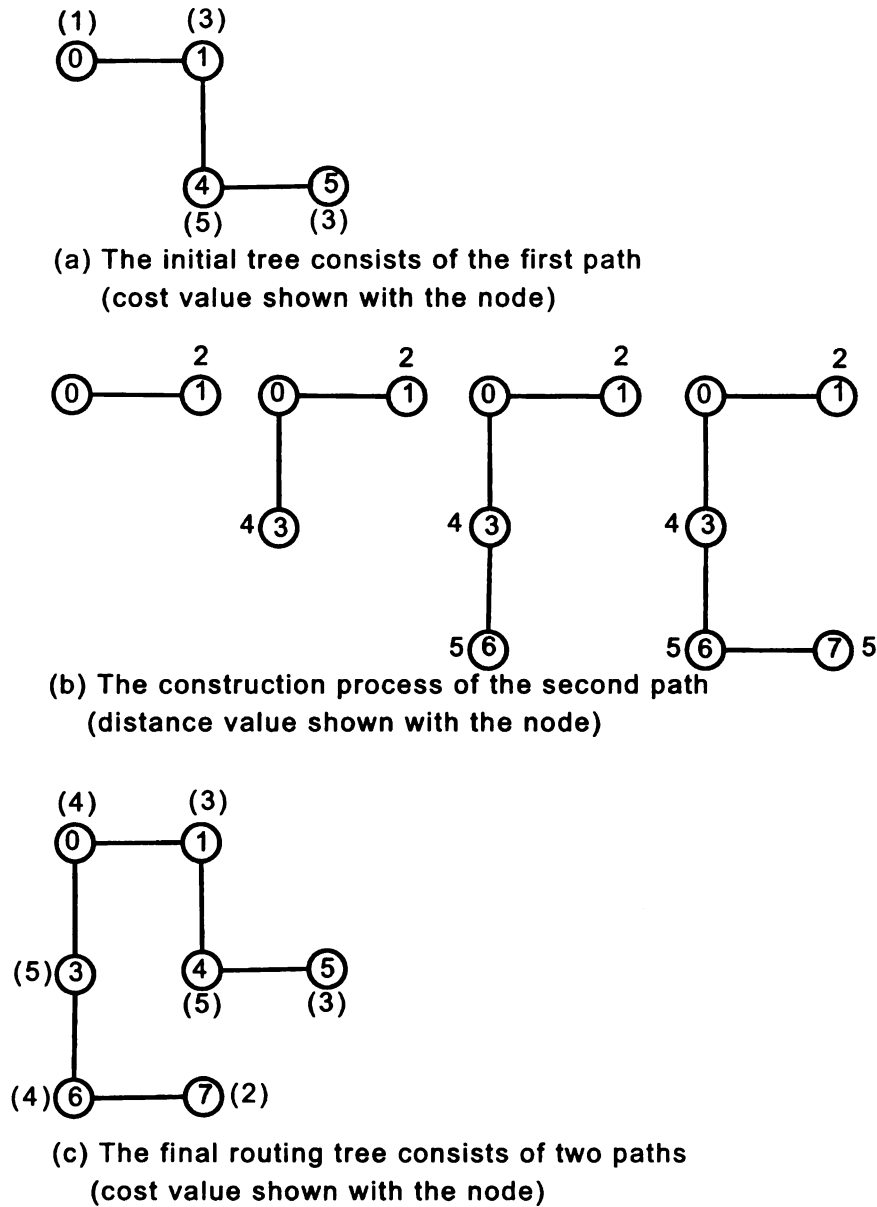 (1) (3)
0 1
4 5
(5) (3)
(a) The initial tree consists of the first path
(cost value shown with the node)
2 2 2 2
0 1 0 1 0 1 0 1
4 3 4 3 4 3
5 6 5 6 7 5
(b) The construction process of the second path
(distance value shown with the node)
(4) (3)
0 1
(5) 3 4 5
(5) (3)
(4) 6 7 (2)
(c) The final routing tree consists of two paths
(cost value shown with the node)